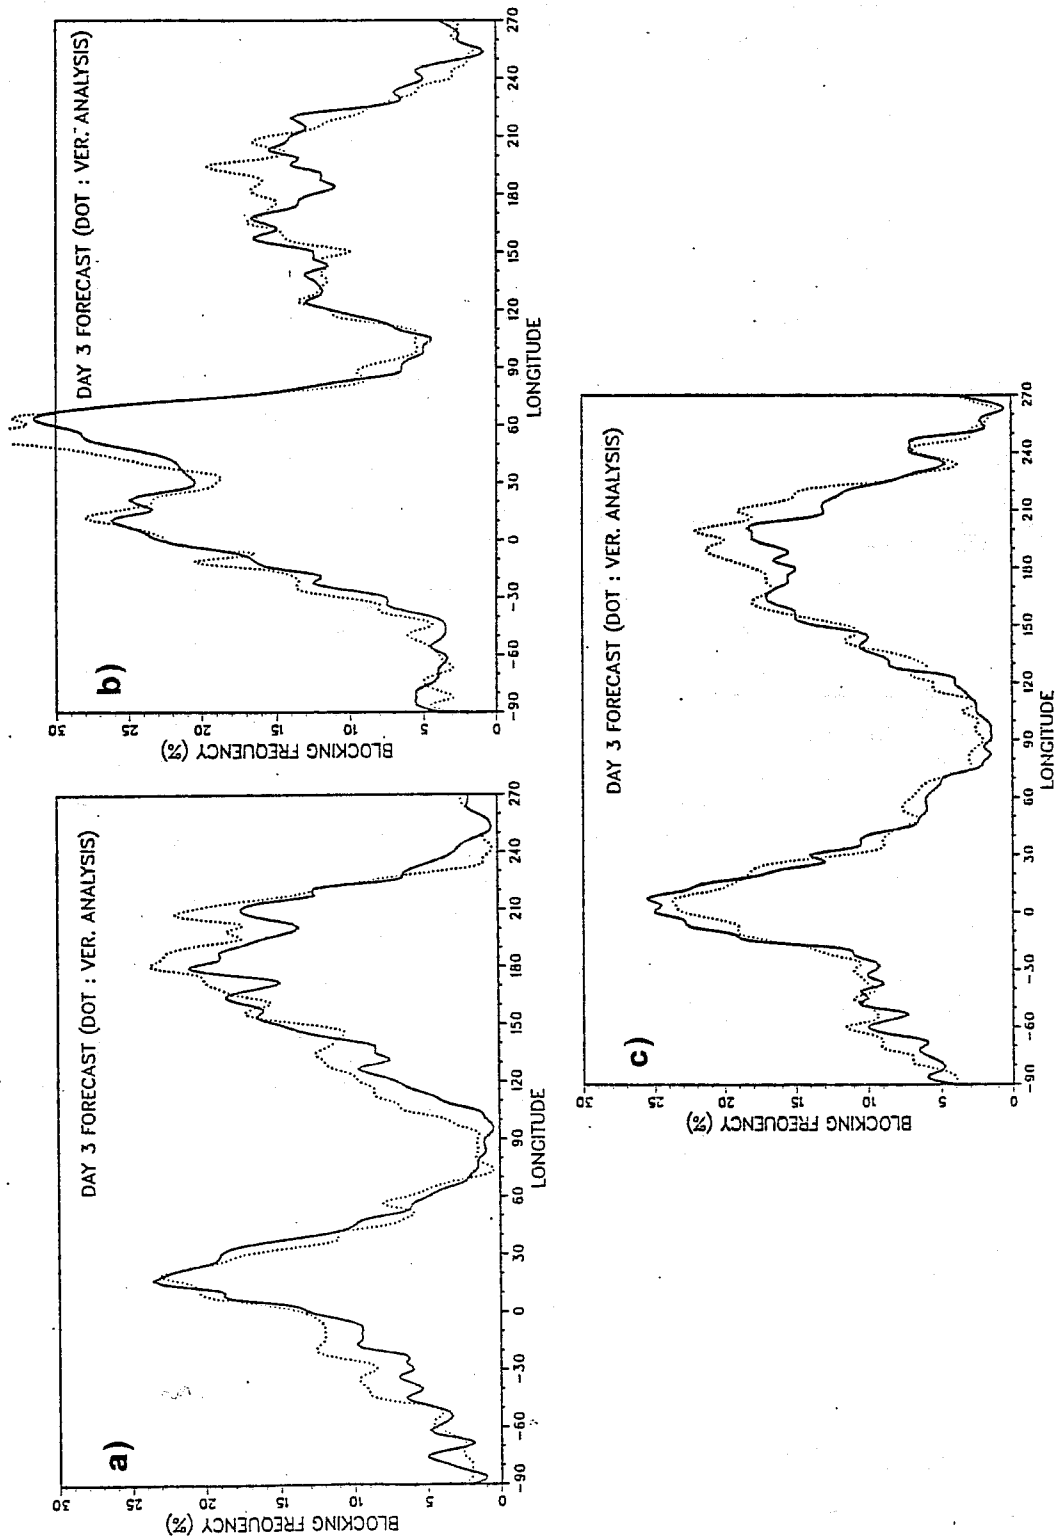 a)
DAY 3 FORECAST (DOT : VER. ANALYSIS)
BLOCKING FREQUENCY (%)
30
25
20
15
10
5
0
-90 -60 -30 0 30 60 90 120 150 180 210 240 270
LONGITUDE
b)
DAY 3 FORECAST (DOT : VER. ANALYSIS)
BLOCKING FREQUENCY (%)
30
25
20
15
10
5
0
-90 -60 -30 0 30 60 90 120 150 180 210 240 270
LONGITUDE
c)
DAY 3 FORECAST (DOT : VER. ANALYSIS)
BLOCKING FREQUENCY (%)
30
25
20
15
10
5
0
-90 -60 -30 0 30 60 90 120 150 180 210 240 270
LONGITUDE